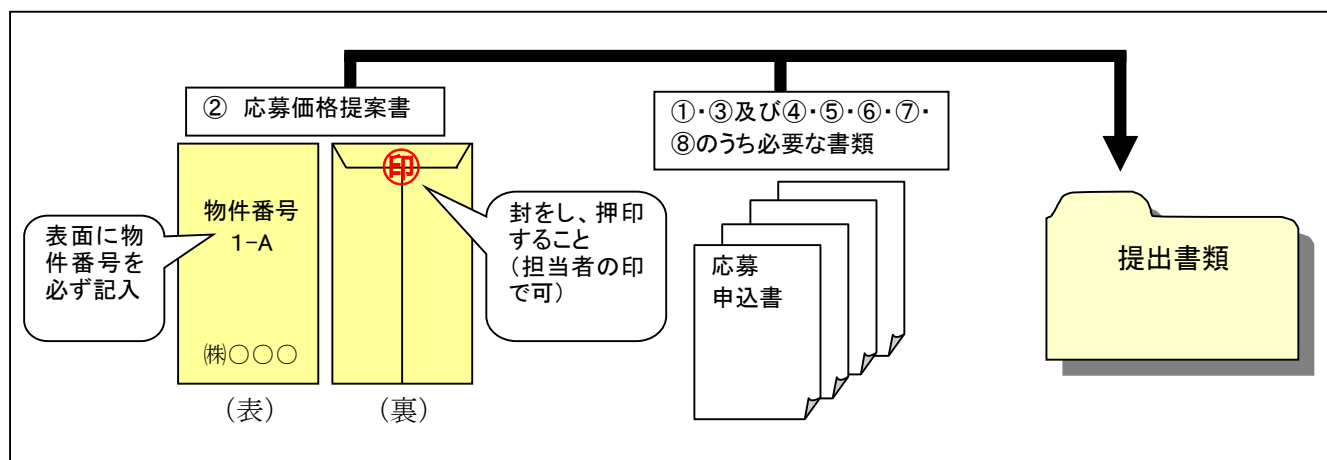 ② 応募価格提案書
①・③及び④・⑤・⑥・⑦・
⑧のうち必要な書類
物件番号
1-A
㈱○○○
印
表面に物
件番号を
必ず記入
封をし、押印
すること
（担当者の印
で可）
応募
申込書
提出書類
（表）
（裏）